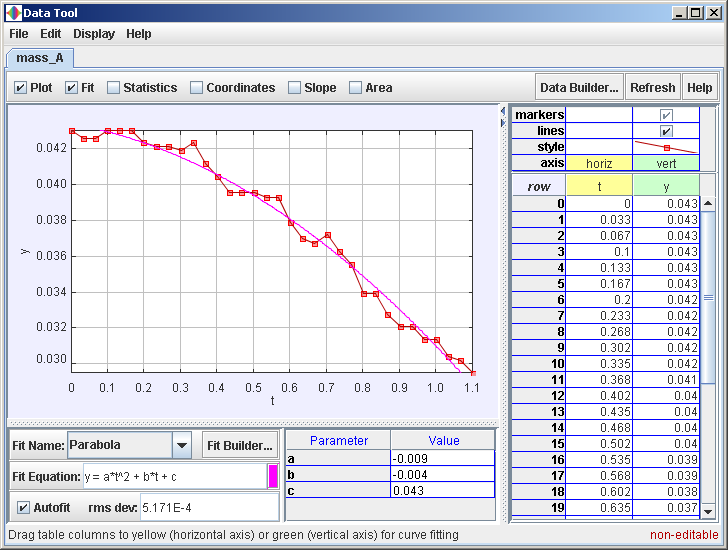 Data Tool
File Edit Display Help
mass_A
Plot Fit Statistics Coordinates Slope Area Data Builder... Refresh Help
0.042
0.040
0.038
0.036
0.034
0.032
0.030
y
0 0.1 0.2 0.3 0.4 0.5 0.6 0.7 0.8 0.9 1.0 1.1
t
markers
lines
style
axis horiz vert
row t y
0 0 0.043
1 0.033 0.043
2 0.067 0.043
3 0.1 0.043
4 0.133 0.043
5 0.167 0.043
6 0.2 0.042
7 0.233 0.042
8 0.268 0.042
9 0.302 0.042
10 0.335 0.042
11 0.368 0.041
12 0.402 0.04
13 0.435 0.04
14 0.468 0.04
15 0.502 0.04
16 0.535 0.039
17 0.568 0.039
18 0.602 0.038
19 0.635 0.037
Fit Name: Parabola Fit Builder...
Fit Equation: y = a*t^2 + b*t + c
Autofit rms dev: 5.171E-4
Parameter Value
a -0.009
b -0.004
c 0.043
Drag table columns to yellow (horizontal axis) or green (vertical axis) for curve fitting non-editable